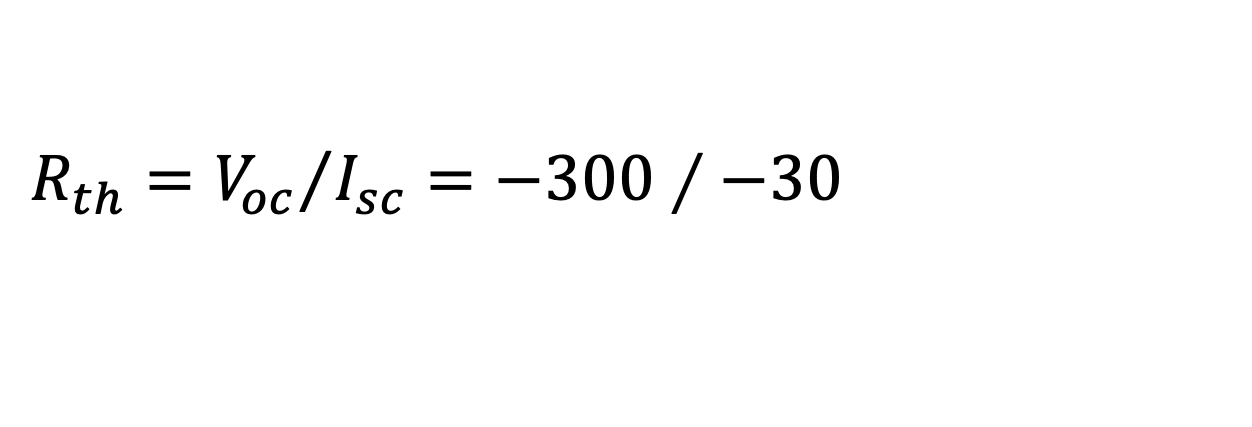 R_th = V_oc/I_sc = −300 / −30